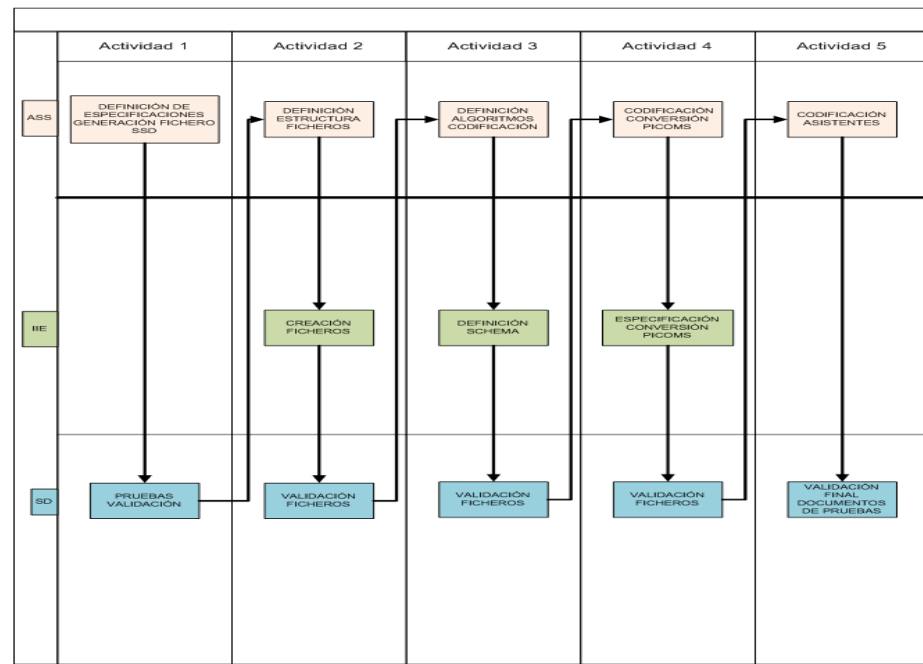 Actividad 1
Actividad 2
Actividad 3
Actividad 4
Actividad 5
ASS
DEFINICIÓN DE
ESPECIFICACIONES
GENERACIÓN FICHERO
SSD
DEFINICIÓN
ESTRUCTURA
FICHEROS
DEFINICIÓN
ALGORITMOS
CODIFICACIÓN
CODIFICACIÓN
CONVERSIÓN
PICOMS
CODIFICACIÓN
ASISTENTES
IIE
CREACIÓN
FICHEROS
DEFINICIÓN
SCHEMA
ESPECIFICACIÓN
CONVERSIÓN
PICOMS
SD
PRUEBAS
VALIDACIÓN
VALIDACIÓN
FICHEROS
VALIDACIÓN
FICHEROS
VALIDACIÓN
FICHEROS
VALIDACIÓN
FINAL
DOCUMENTOS
DE PRUEBAS